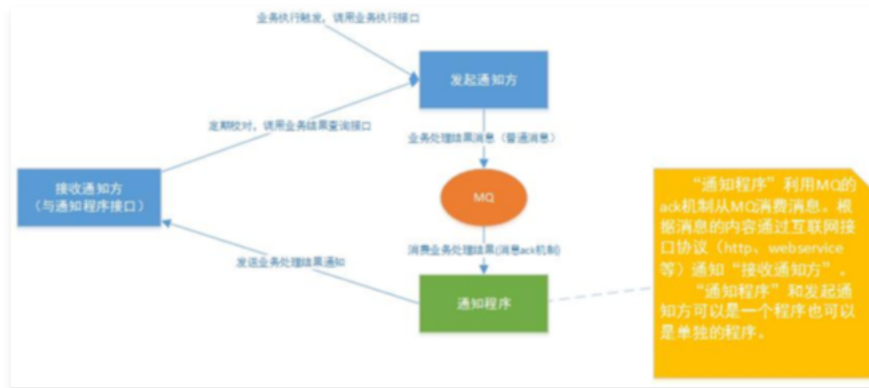 业务执行触发，调用业务执行接口
发起通知方
定期校对，调用业务结果查询接口
业务处理结果消息（普通消息）
接收通知方
（与通知程序接口）
MQ
消费业务处理结果(消息ack机制)
发送业务处理结果通知
通知程序
“通知程序”利用MQ的
ack机制从MQ消费消息。根
据消息的内容通过互联网接
口协议（http、webservice
等）通知“接收通知方”。
“通知程序”和发起通
知方可以是一个程序也可以
是单独的程序。